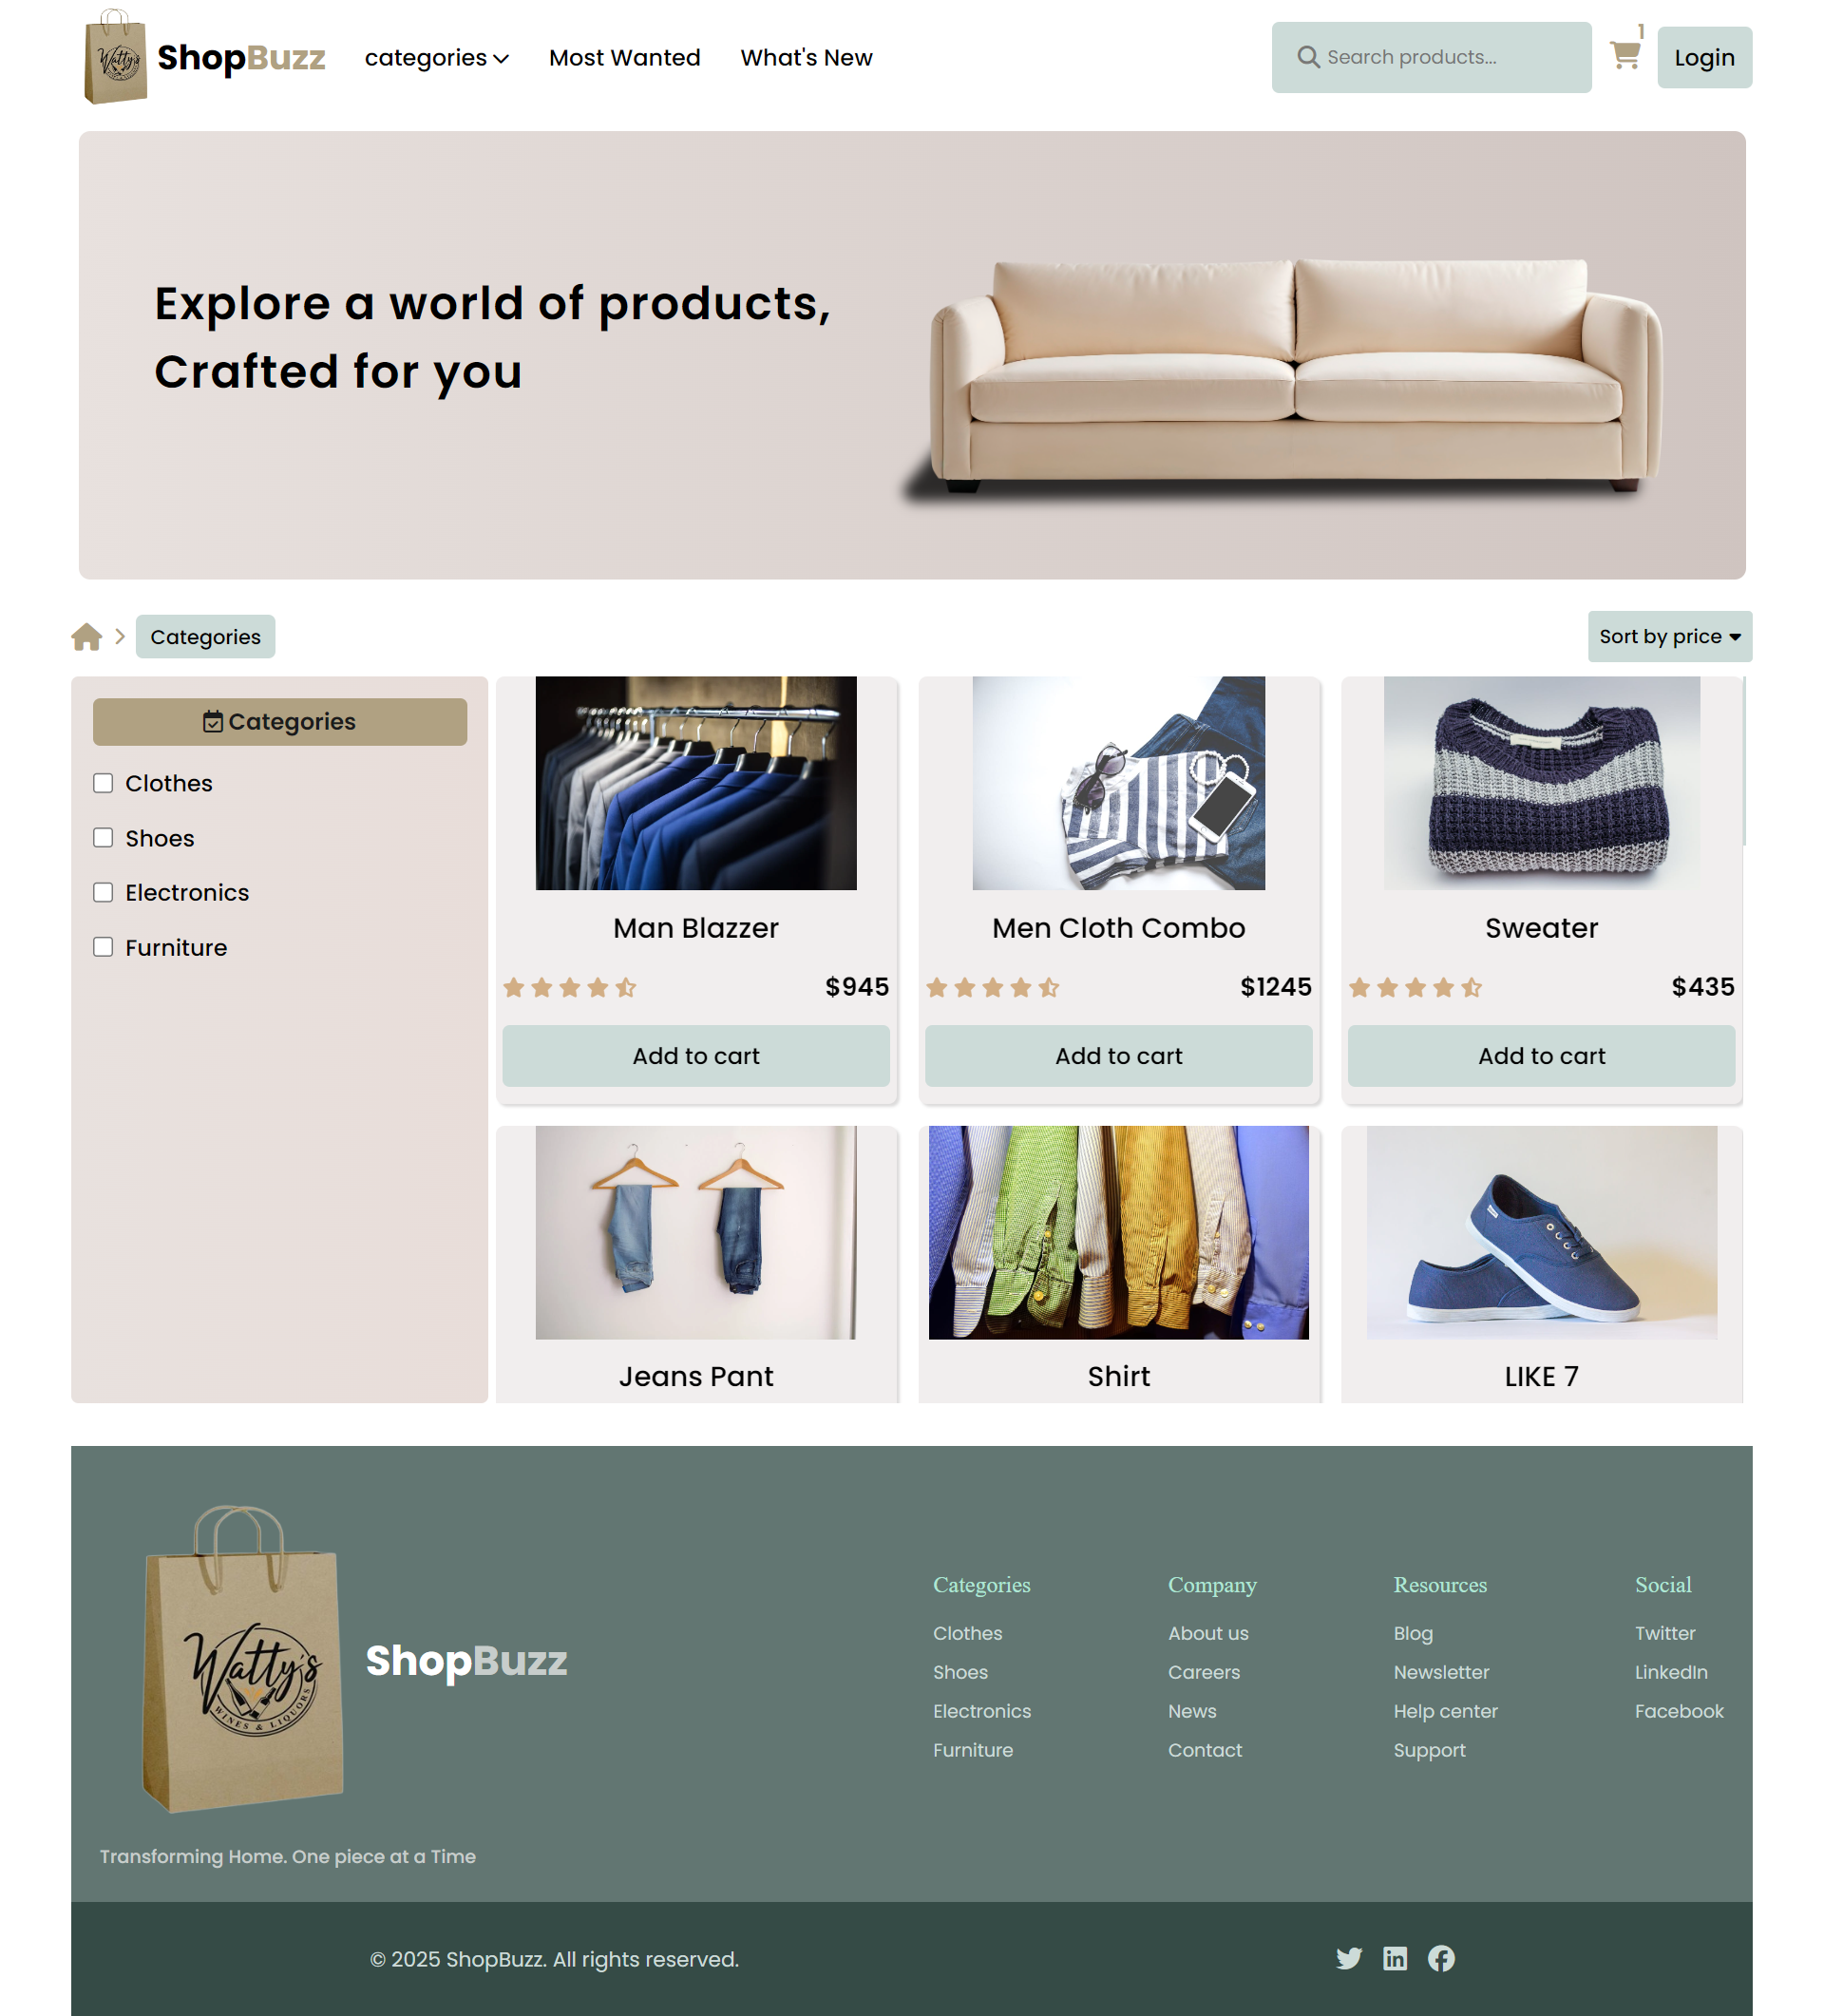 Watty's
ShopBuzz
categories
Most Wanted
What's New
Search products...
1
Login
Explore a world of products,
Crafted for you
Categories
Sort by price
Categories
Clothes
Shoes
Electronics
Furniture
Man Blazzer
$945
Add to cart
Men Cloth Combo
$1245
Add to cart
Sweater
$435
Add to cart
Jeans Pant
Shirt
LIKE 7
Watty's
WINES & LIQUORS
ShopBuzz
Transforming Home. One piece at a Time
Categories
Clothes
Shoes
Electronics
Furniture
Company
About us
Careers
News
Contact
Resources
Blog
Newsletter
Help center
Support
Social
Twitter
LinkedIn
Facebook
© 2025 ShopBuzz. All rights reserved.